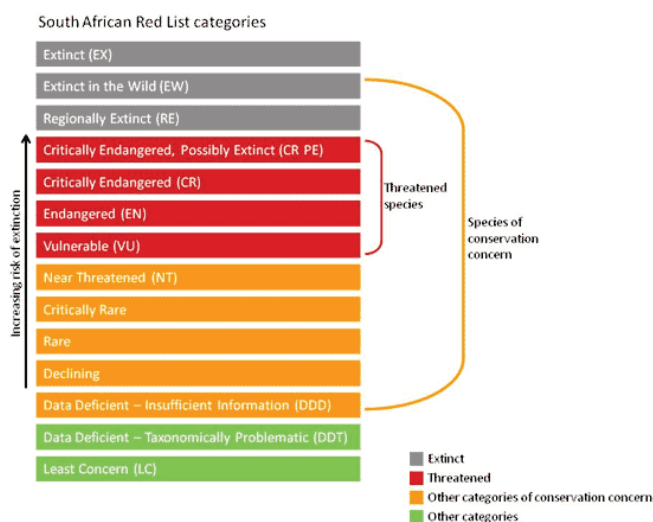 South African Red List categories
Extinct (EX)
Extinct in the Wild (EW)
Regionally Extinct (RE)
Critically Endangered, Possibly Extinct (CR PE)
Critically Endangered (CR)
Endangered (EN)
Vulnerable (VU)
Near Threatened (NT)
Critically Rare
Rare
Declining
Data Deficient – Insufficient Information (DDD)
Data Deficient – Taxonomically Problematic (DDT)
Least Concern (LC)
Increasing risk of extinction
Threatened
species
Species of
conservation
concern
Extinct
Threatened
Other categories of conservation concern
Other categories